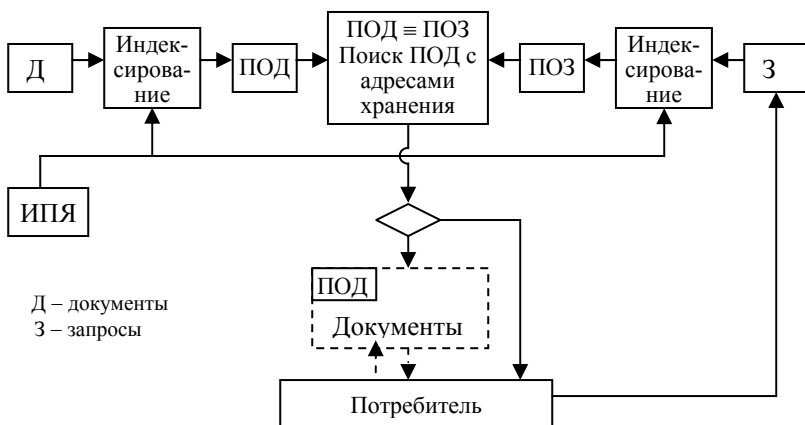 Д
Индек-
сирова-
ние
ПОД
ПОД ≡ ПОЗ
Поиск ПОД с
адресами
хранения
ПОЗ
Индек-
сирова-
ние
З
ИПЯ
ПОД
Документы
Д – документы
З – запросы
Потребитель